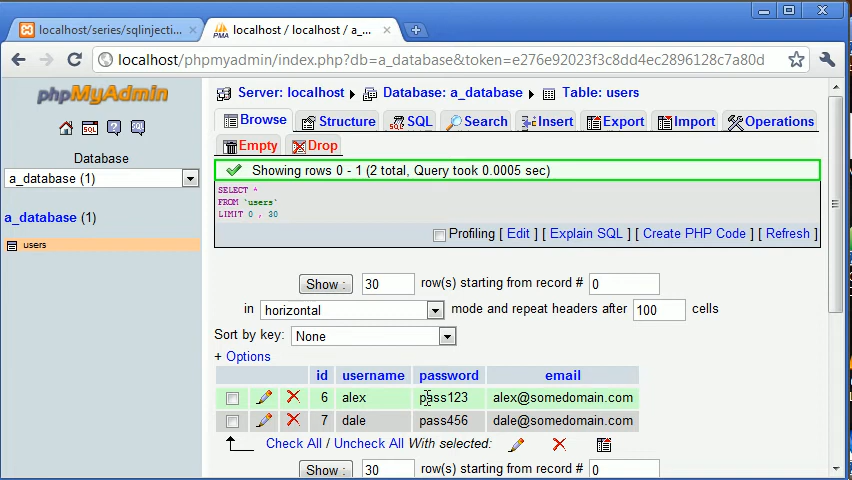 localhost/series/sqlinjecti...
localhost / localhost / a_...
localhost/phpmyadmin/index.php?db=a_database&token=e276e92023f3c8dd4ec2896128c7a80d
phpMyAdmin
Database
a_database (1)
a_database (1)
users
Server: localhost Database: a_database Table: users
Browse Structure SQL Search Insert Export Import Operations
Empty Drop
Showing rows 0 - 1 (2 total, Query took 0.0005 sec)
SELECT *
FROM `users`
LIMIT 0 , 30
Profiling [ Edit ] [ Explain SQL ] [ Create PHP Code ] [ Refresh ]
Show : 30 row(s) starting from record # 0
in horizontal mode and repeat headers after 100 cells
Sort by key: None
+ Options
id username password email
6 alex pass123 alex@somedomain.com
7 dale pass456 dale@somedomain.com
Check All / Uncheck All With selected:
Show : 30 row(s) starting from record # 0